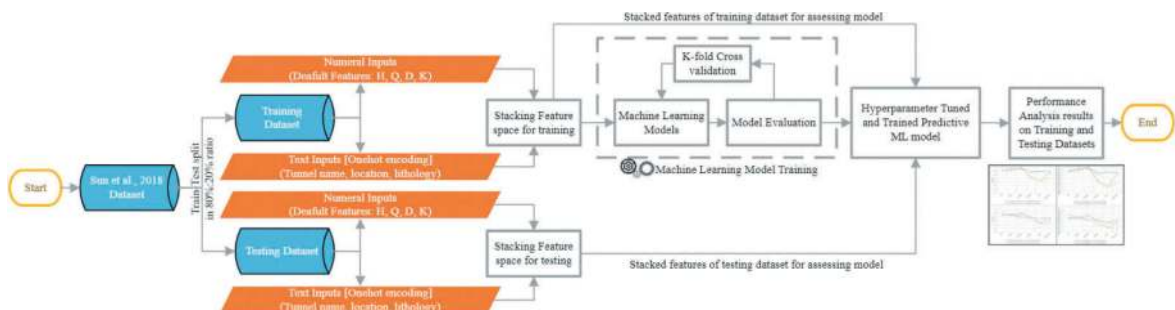 Stacked features of training dataset for assessing model
Numeral Inputs
(Deafult Features: H, Q, D, K)
K-fold Cross
validation
Training
Dataset
Stacking Feature
space for training
Machine Learning
Models
Model Evaluation
Hyperparameter Tuned
and Trained Predictive
ML model
Performance
Analysis results
on Training and
Testing Datasets
End
Text Inputs [Onehot encoding]
(Tunnel name, location, lithology)
Machine Learning Model Training
Start
Sun et al., 2018
Dataset
Train Test split
in 80%:20% ratio
Numeral Inputs
(Deafult Features: H, Q, D, K)
Testing Dataset
Stacking Feature
space for testing
Stacked features of testing dataset for assessing model
Text Inputs [Onehot encoding]
(Tunnel name, location, lithology)